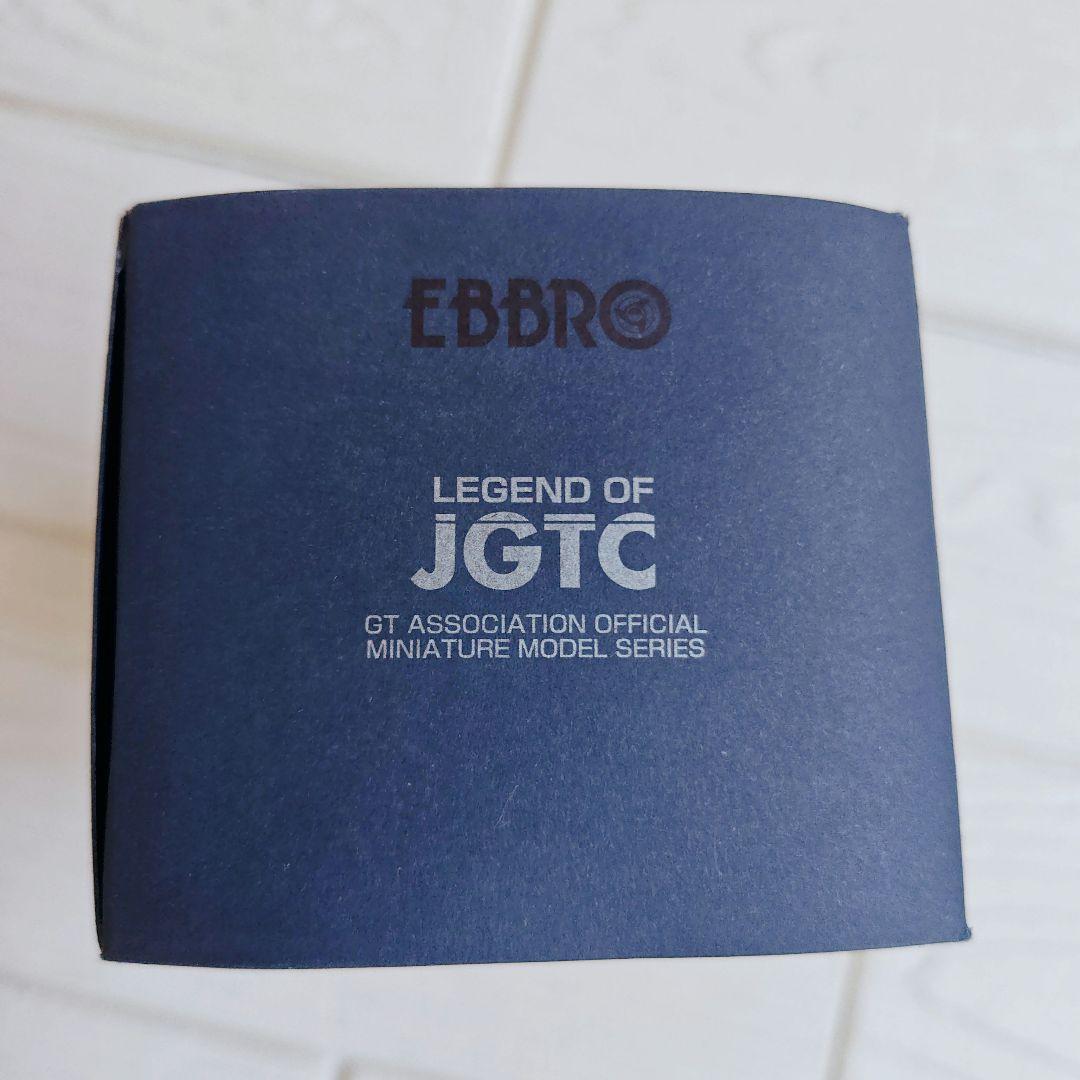 EBBRO
LEGEND OF
JGTC
GT ASSOCIATION OFFICIAL
MINIATURE MODEL SERIES